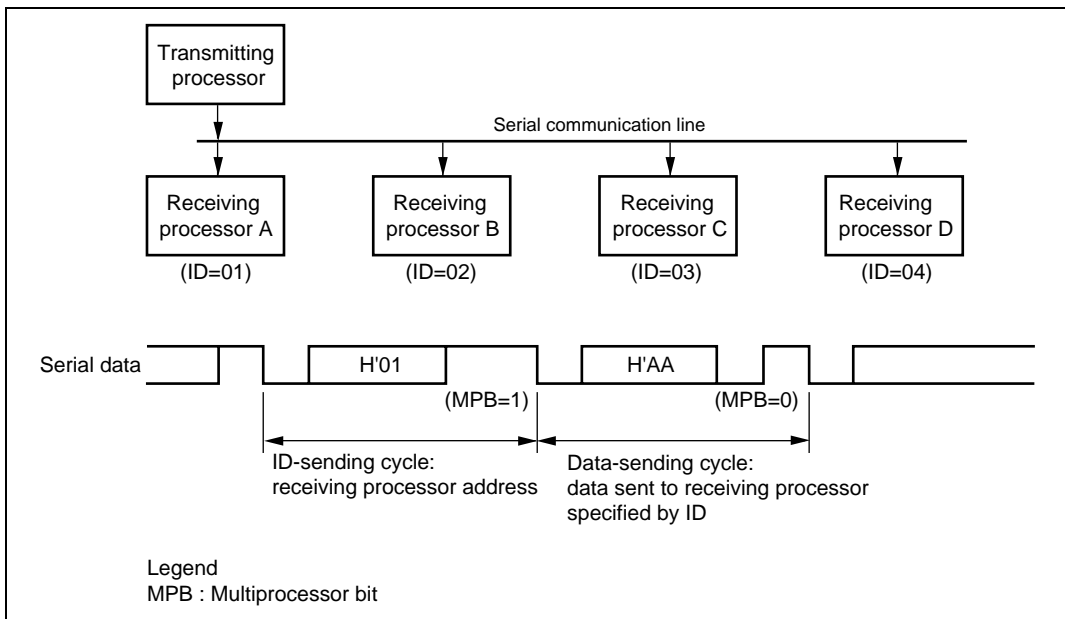 Transmitting
processor
Serial communication line
Receiving
processor A
Receiving
processor B
Receiving
processor C
Receiving
processor D
(ID=01)
(ID=02)
(ID=03)
(ID=04)
Serial data
H'01
H'AA
(MPB=1)
(MPB=0)
ID-sending cycle:
receiving processor address
Data-sending cycle:
data sent to receiving processor
specified by ID
Legend
MPB : Multiprocessor bit